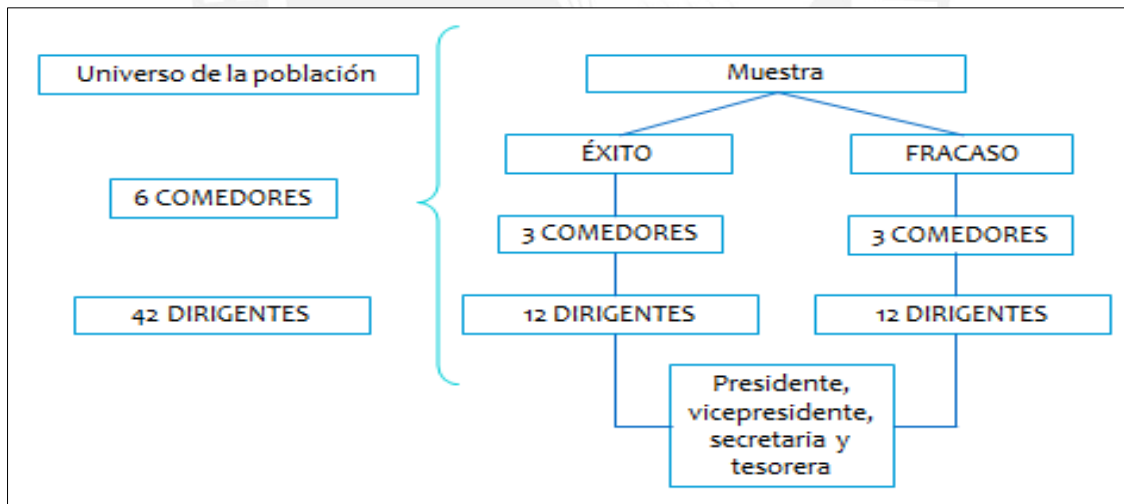 Universo de la población
6 COMEDORES
42 DIRIGENTES
Muestra
ÉXITO
FRACASO
3 COMEDORES
3 COMEDORES
12 DIRIGENTES
12 DIRIGENTES
Presidente,
vicepresidente,
secretaria y
tesorera